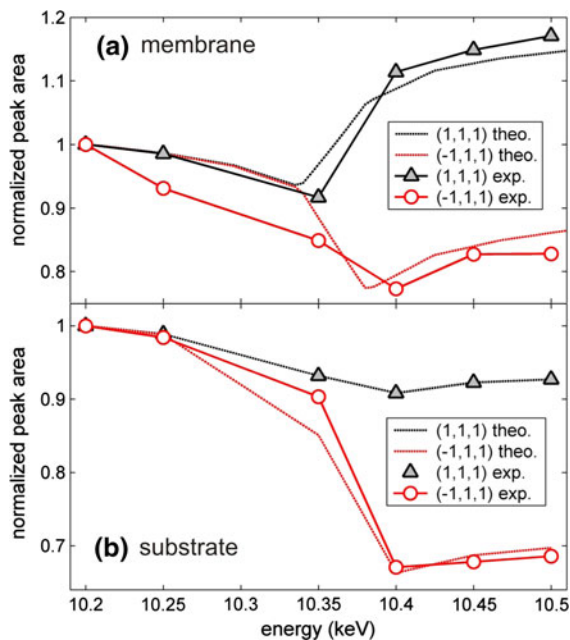 (a) membrane
normalized peak area
1.2
1.1
1
0.9
0.8
(1,1,1) theo.
(-1,1,1) theo.
(1,1,1) exp.
(-1,1,1) exp.
(b) substrate
normalized peak area
1
0.9
0.8
0.7
(1,1,1) theo.
(-1,1,1) theo.
(1,1,1) exp.
(-1,1,1) exp.
10.2 10.25 10.3 10.35 10.4 10.45 10.5
energy (keV)